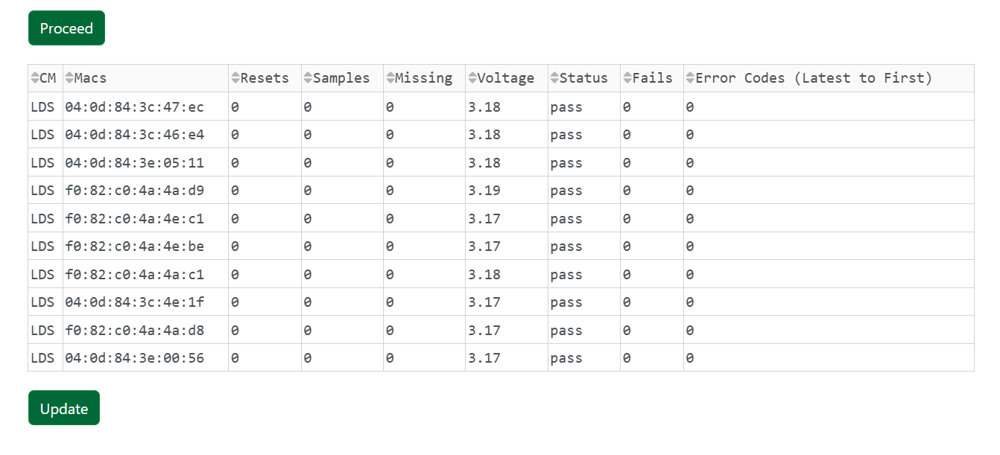 Proceed
CM Macs Resets Samples Missing Voltage Status Fails Error Codes (Latest to First)
LDS 04:0d:84:3c:47:ec 0 0 0 3.18 pass 0 0
LDS 04:0d:84:3c:46:e4 0 0 0 3.18 pass 0 0
LDS 04:0d:84:3e:05:11 0 0 0 3.18 pass 0 0
LDS f0:82:c0:4a:4a:d9 0 0 0 3.19 pass 0 0
LDS f0:82:c0:4a:4e:c1 0 0 0 3.17 pass 0 0
LDS f0:82:c0:4a:4e:be 0 0 0 3.17 pass 0 0
LDS f0:82:c0:4a:4a:c1 0 0 0 3.18 pass 0 0
LDS 04:0d:84:3c:4e:1f 0 0 0 3.17 pass 0 0
LDS f0:82:c0:4a:4a:d8 0 0 0 3.17 pass 0 0
LDS 04:0d:84:3e:00:56 0 0 0 3.17 pass 0 0
Update